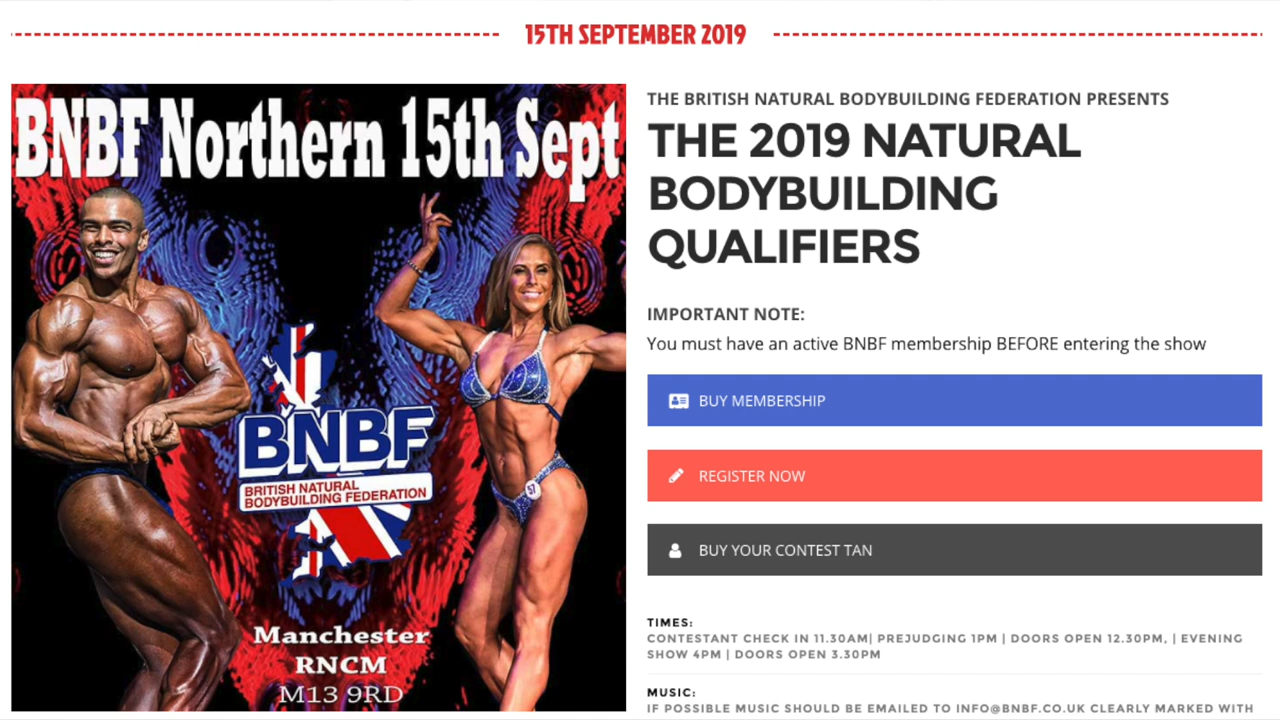 15TH SEPTEMBER 2019
BNBF Northern 15th Sept
57
BNBF
BRITISH NATURAL
BODYBUILDING FEDERATION
Manchester
RNCM
M13 9RD
THE BRITISH NATURAL BODYBUILDING FEDERATION PRESENTS
THE 2019 NATURAL
BODYBUILDING
QUALIFIERS
IMPORTANT NOTE:
You must have an active BNBF membership BEFORE entering the show
BUY MEMBERSHIP
REGISTER NOW
BUY YOUR CONTEST TAN
TIMES:
CONTESTANT CHECK IN 11.30AM| PREJUDGING 1PM | DOORS OPEN 12.30PM, | EVENING
SHOW 4PM | DOORS OPEN 3.30PM
MUSIC:
IF POSSIBLE MUSIC SHOULD BE EMAILED TO INFO@BNBF.CO.UK CLEARLY MARKED WITH